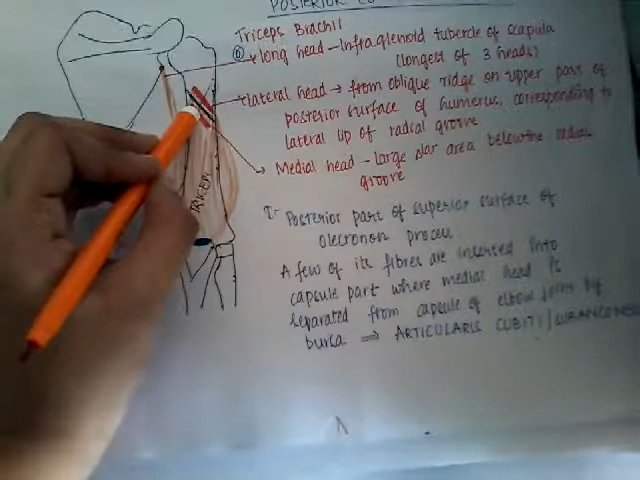 POSTERIOR
Triceps Brachii
long head - Infraglenoid tubercle of scapula
(longest of 3 heads)
lateral head → from oblique ridge on upper part of
posterior surface of humerus, corresponding to
lateral lip of radial groove
Medial head - large area below the radial
groove
I - Posterior part of superior surface of
olecronon process
A few of its fibres are inserted into
capsule part where medial head is
separated from capsule of elbow joint by
bursa ⇒ ARTICULARIS CUBITI /